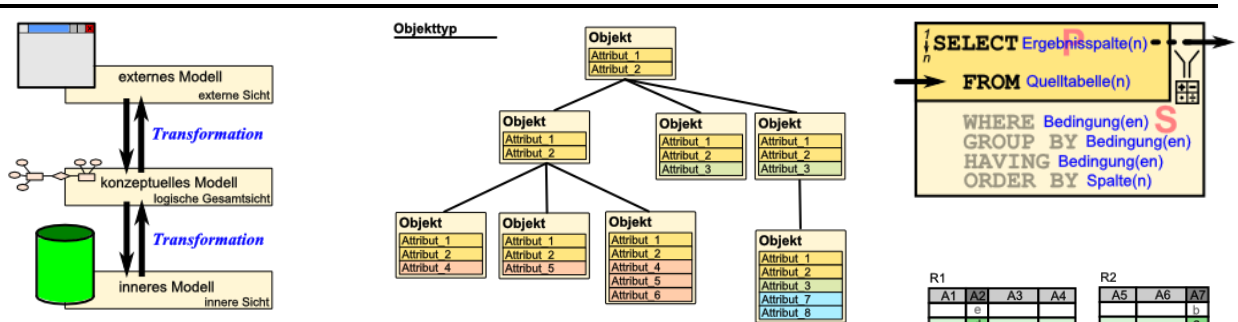 externes Modell
externe Sicht
Transformation
konzeptuelles Modell
logische Gesamtsicht
Transformation
inneres Modell
innere Sicht
Objekttyp
Objekt
Attribut_1
Attribut_2
Objekt
Attribut_1
Attribut_2
Objekt
Attribut_1
Attribut_2
Attribut_3
Objekt
Attribut_1
Attribut_2
Attribut_3
Objekt
Attribut_1
Attribut_2
Attribut_4
Objekt
Attribut_1
Attribut_2
Attribut_5
Objekt
Attribut_1
Attribut_2
Attribut_4
Attribut_5
Attribut_6
Objekt
Attribut_1
Attribut_2
Attribut_3
Attribut_7
Attribut_8
1
n
SELECT Ergebnisspalte(n)
P
FROM Quelltabelle(n)
WHERE Bedingung(en) S
GROUP BY Bedingung(en)
HAVING Bedingung(en)
ORDER BY Spalte(n)
R1
A1 A2 A3 A4
e
R2
A5 A6 A7
b